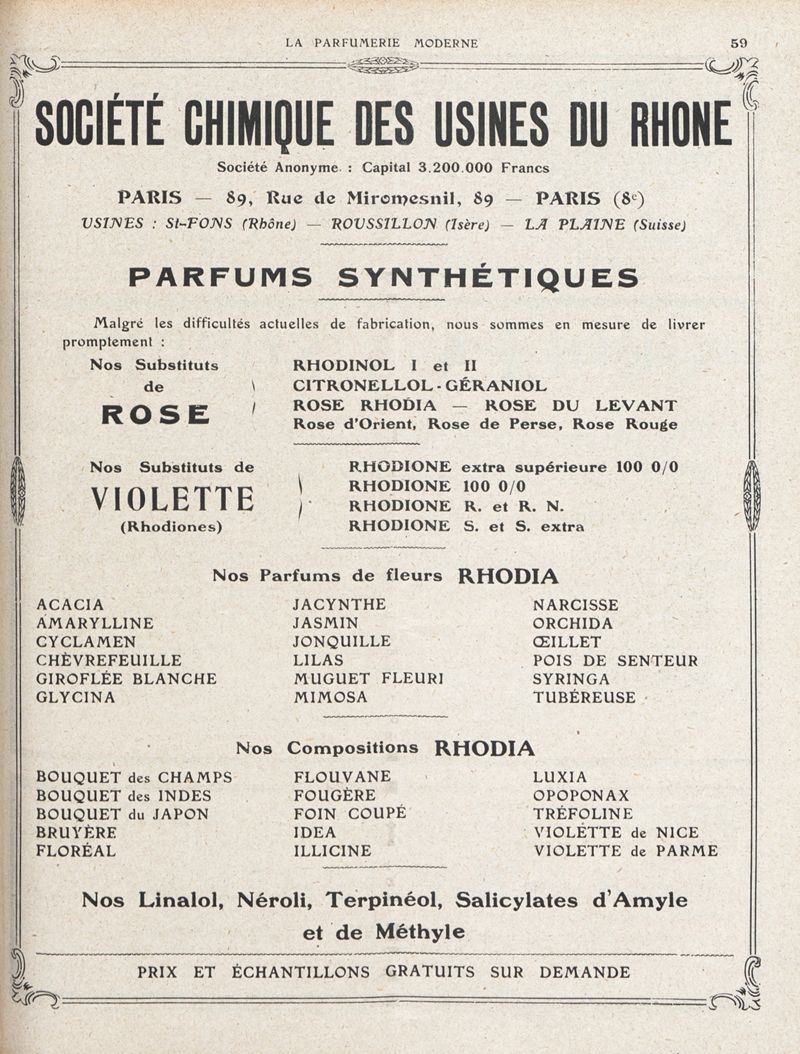 LA PARFUMERIE MODERNE 59
SOCIÉTÉ CHIMIQUE DES USINES DU RHONE
Société Anonyme : Capital 3.200.000 Francs
PARIS — 89, Rue de Miromesnil, 89 — PARIS (8e)
USINES : St-FONS (Rhône) — ROUSSILLON (Isère) — LA PLAINE (Suisse)
PARFUMS SYNTHÉTIQUES
Malgré les difficultés actuelles de fabrication, nous sommes en mesure de livrer
promptement :
Nos Substituts
de
ROSE
RHODINOL I et II
CITRONELLOL-GÉRANIOL
ROSE RHODIA — ROSE DU LEVANT
Rose d'Orient, Rose de Perse, Rose Rouge
Nos Substituts de
VIOLETTE
(Rhodiones)
RHODIONE extra supérieure 100 0/0
RHODIONE 100 0/0
RHODIONE R. et R. N.
RHODIONE S. et S. extra
Nos Parfums de fleurs RHODIA
ACACIA
AMARYLLINE
CYCLAMEN
CHÈVREFEUILLE
GIROFLÉE BLANCHE
GLYCINA
JACYNTHE
JASMIN
JONQUILLE
LILAS
MUGUET FLEURI
MIMOSA
NARCISSE
ORCHIDA
ŒILLET
POIS DE SENTEUR
SYRINGA
TUBÉREUSE
Nos Compositions RHODIA
BOUQUET des CHAMPS
BOUQUET des INDES
BOUQUET du JAPON
BRUYÈRE
FLORÉAL
FLOUVANE
FOUGÈRE
FOIN COUPÉ
IDEA
ILLICINE
LUXIA
OPOPONAX
TRÉFOLINE
VIOLETTE de NICE
VIOLETTE de PARME
Nos Linalol, Néroli, Terpinéol, Salicylates d'Amyle
et de Méthyle
PRIX ET ÉCHANTILLONS GRATUITS SUR DEMANDE